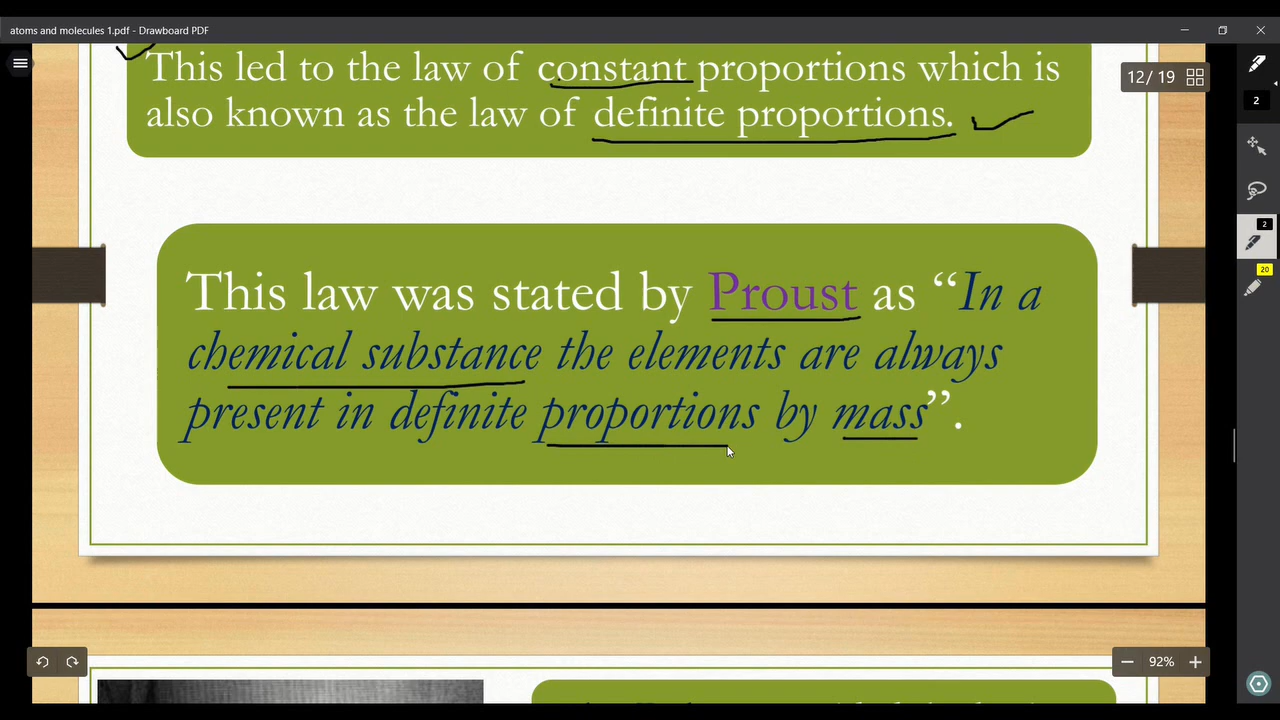 atoms and molecules 1.pdf - Drawboard PDF
This led to the law of constant proportions which is
also known as the law of definite proportions.
12/ 19
2
This law was stated by Proust as “In a
chemical substance the elements are always
present in definite proportions by mass”.
2
20
92%